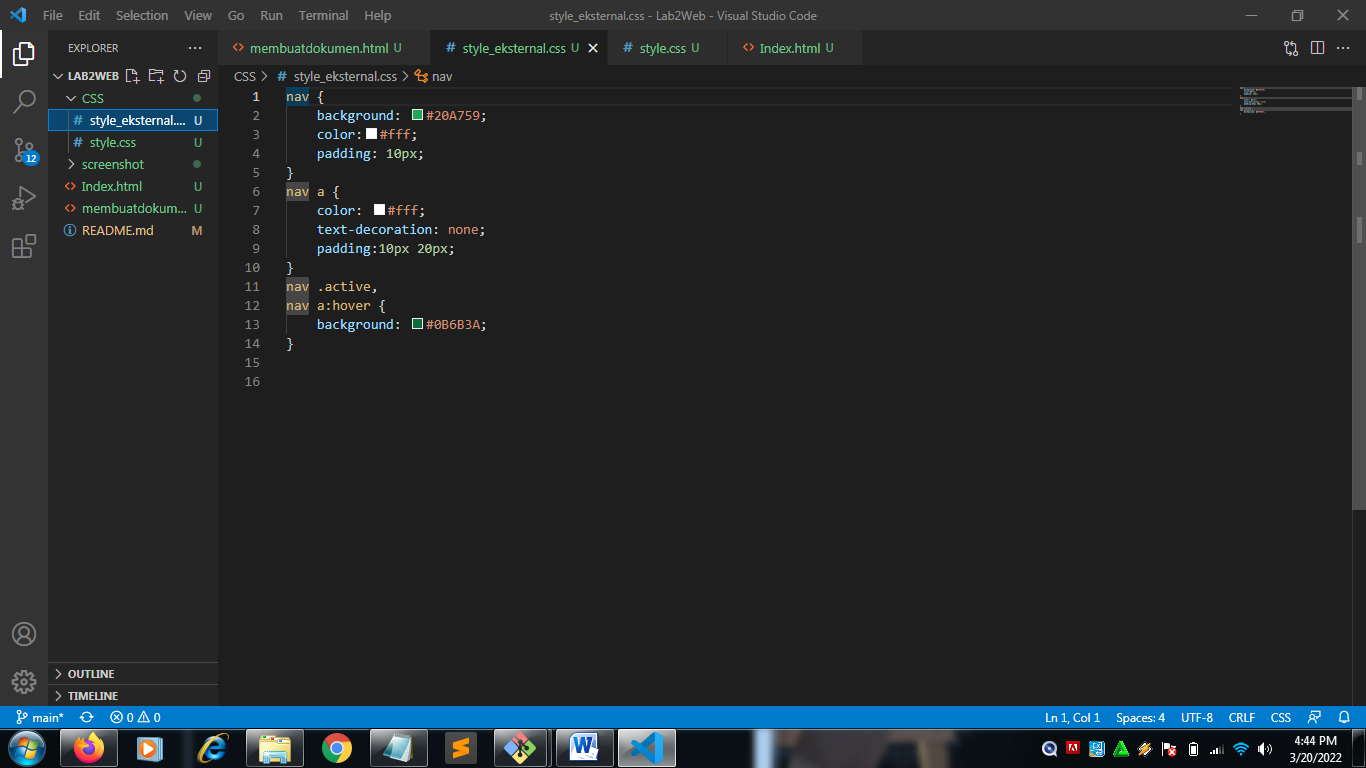 File Edit Selection View Go Run Terminal Help style_eksternal.css - Lab2Web - Visual Studio Code
EXPLORER ...
membuatdokumen.html U # style_eksternal.css U # style.css U <> Index.html U
LAB2WEB
CSS > # style_eksternal.css > nav
CSS
# style_eksternal.... U
# style.css U
screenshot
<> Index.html U
<> membuatdokum... U
README.md M
1 nav {
2 background: #20A759;
3 color: #fff;
4 padding: 10px;
5 }
6 nav a {
7 color: #fff;
8 text-decoration: none;
9 padding:10px 20px;
10 }
11 nav .active,
12 nav a:hover {
13 background: #0B6B3A;
14 }
15
16
12
OUTLINE
TIMELINE
main* 0 0 Ln 1, Col 1 Spaces: 4 UTF-8 CRLF CSS
4:44 PM
3/20/2022